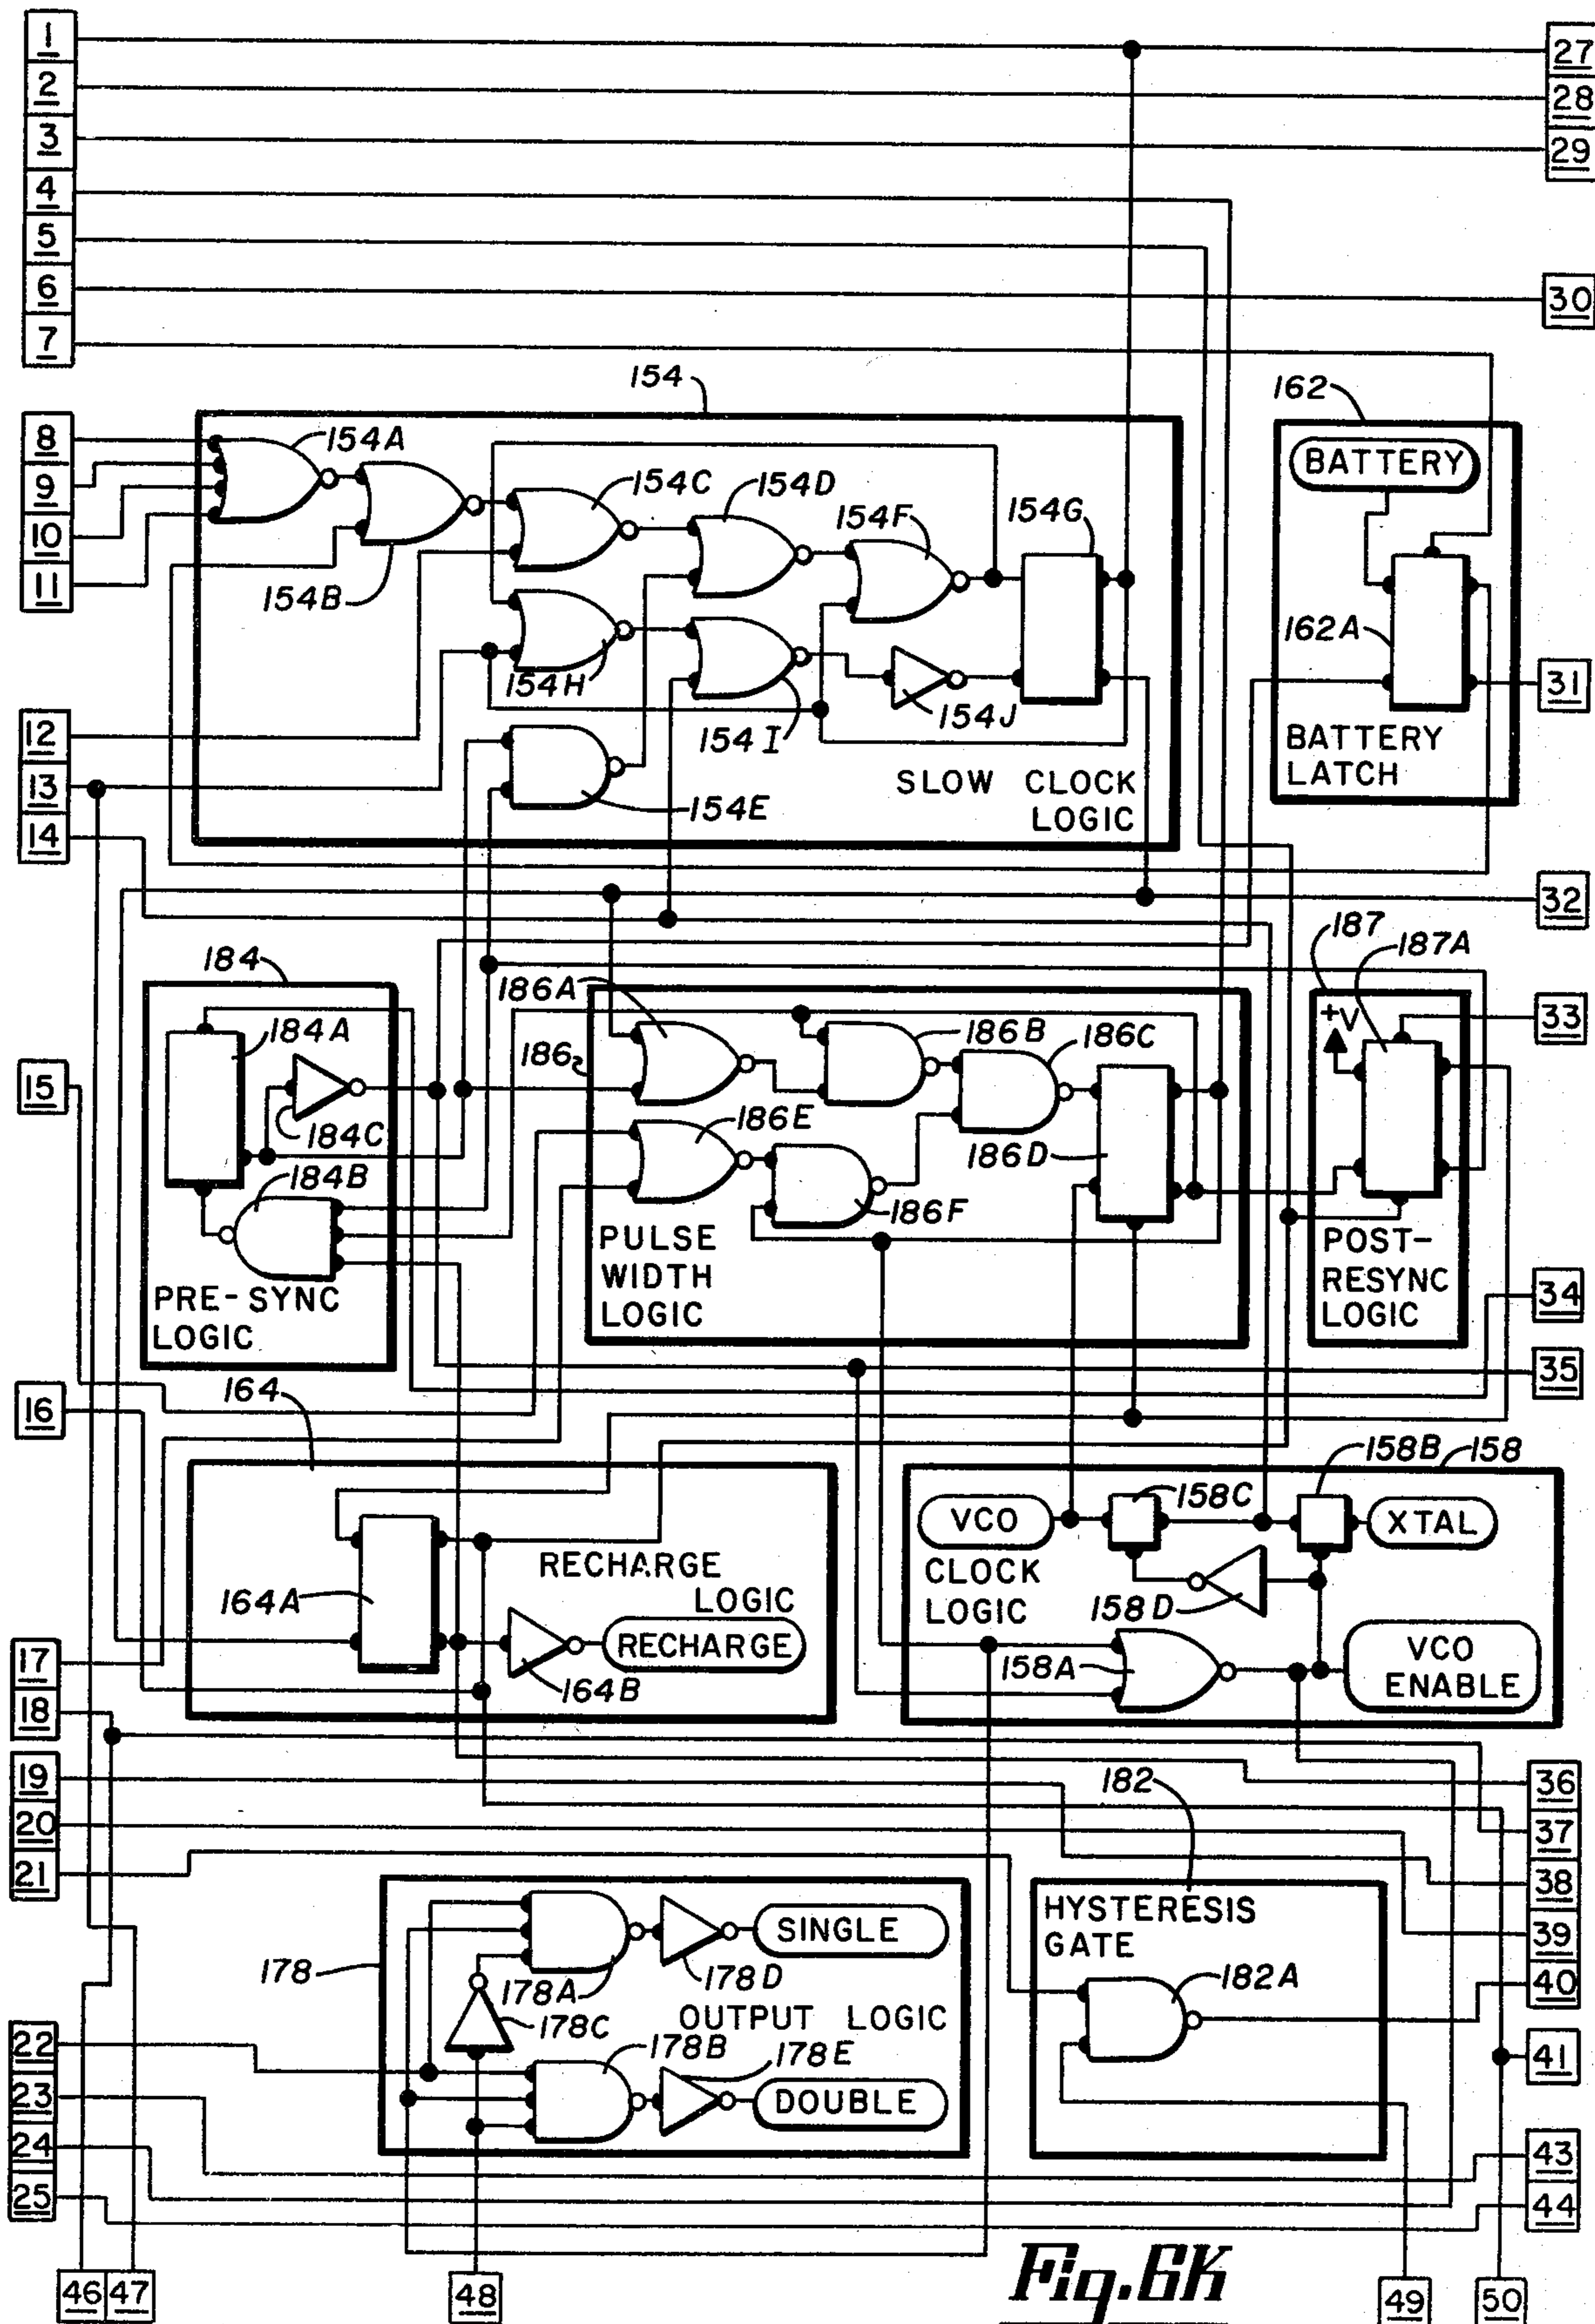 1
27
2
28
3
29
4
5
6
30
7
154
162
8
154A
BATTERY
9
154C
154D
10
154F
154G
11
154B
162A
154H
31
12
154I
154J
BATTERY
LATCH
13
SLOW CLOCK
LOGIC
154E
14
32
187
184
187A
186A
+V
33
184A
186B
186C
186
15
184C
186E
186D
184B
186F
PULSE
WIDTH
LOGIC
POST-
RESYNC
LOGIC
34
PRE-SYNC
LOGIC
35
164
16
158B
158
158C
VCO
XTAL
RECHARGE
LOGIC
CLOCK
LOGIC
164A
158D
RECHARGE
17
158A
VCO
ENABLE
164B
18
19
182
36
20
37
21
38
HYSTERESIS
GATE
SINGLE
39
178
178A
178D
182A
40
OUTPUT LOGIC
178C
22
178B
178E
41
23
DOUBLE
24
43
25
44
46
47
48
Fig.6K
49
50